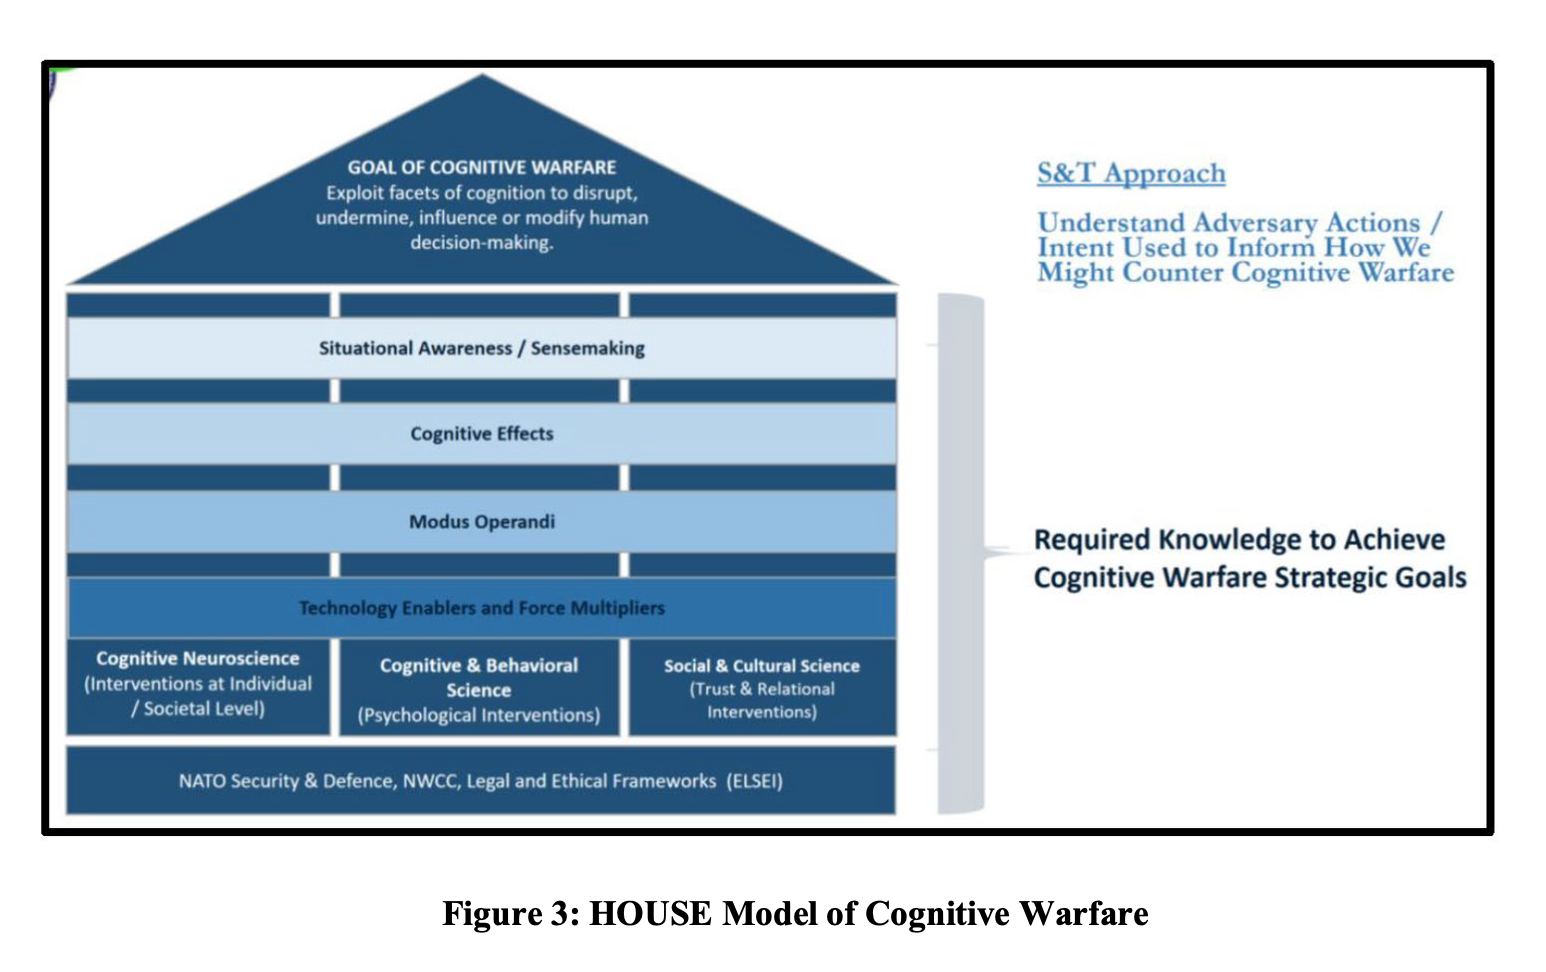 GOAL OF COGNITIVE WARFARE
Exploit facets of cognition to disrupt,
undermine, influence or modify human
decision-making.
S&T Approach
Understand Adversary Actions /
Intent Used to Inform How We
Might Counter Cognitive Warfare
Situational Awareness / Sensemaking
Cognitive Effects
Modus Operandi
Technology Enablers and Force Multipliers
Cognitive Neuroscience
(Interventions at Individual
/ Societal Level)
Cognitive & Behavioral
Science
(Psychological Interventions)
Social & Cultural Science
(Trust & Relational
Interventions)
NATO Security & Defence, NWCC, Legal and Ethical Frameworks (ELSEI)
Required Knowledge to Achieve
Cognitive Warfare Strategic Goals
Figure 3: HOUSE Model of Cognitive Warfare